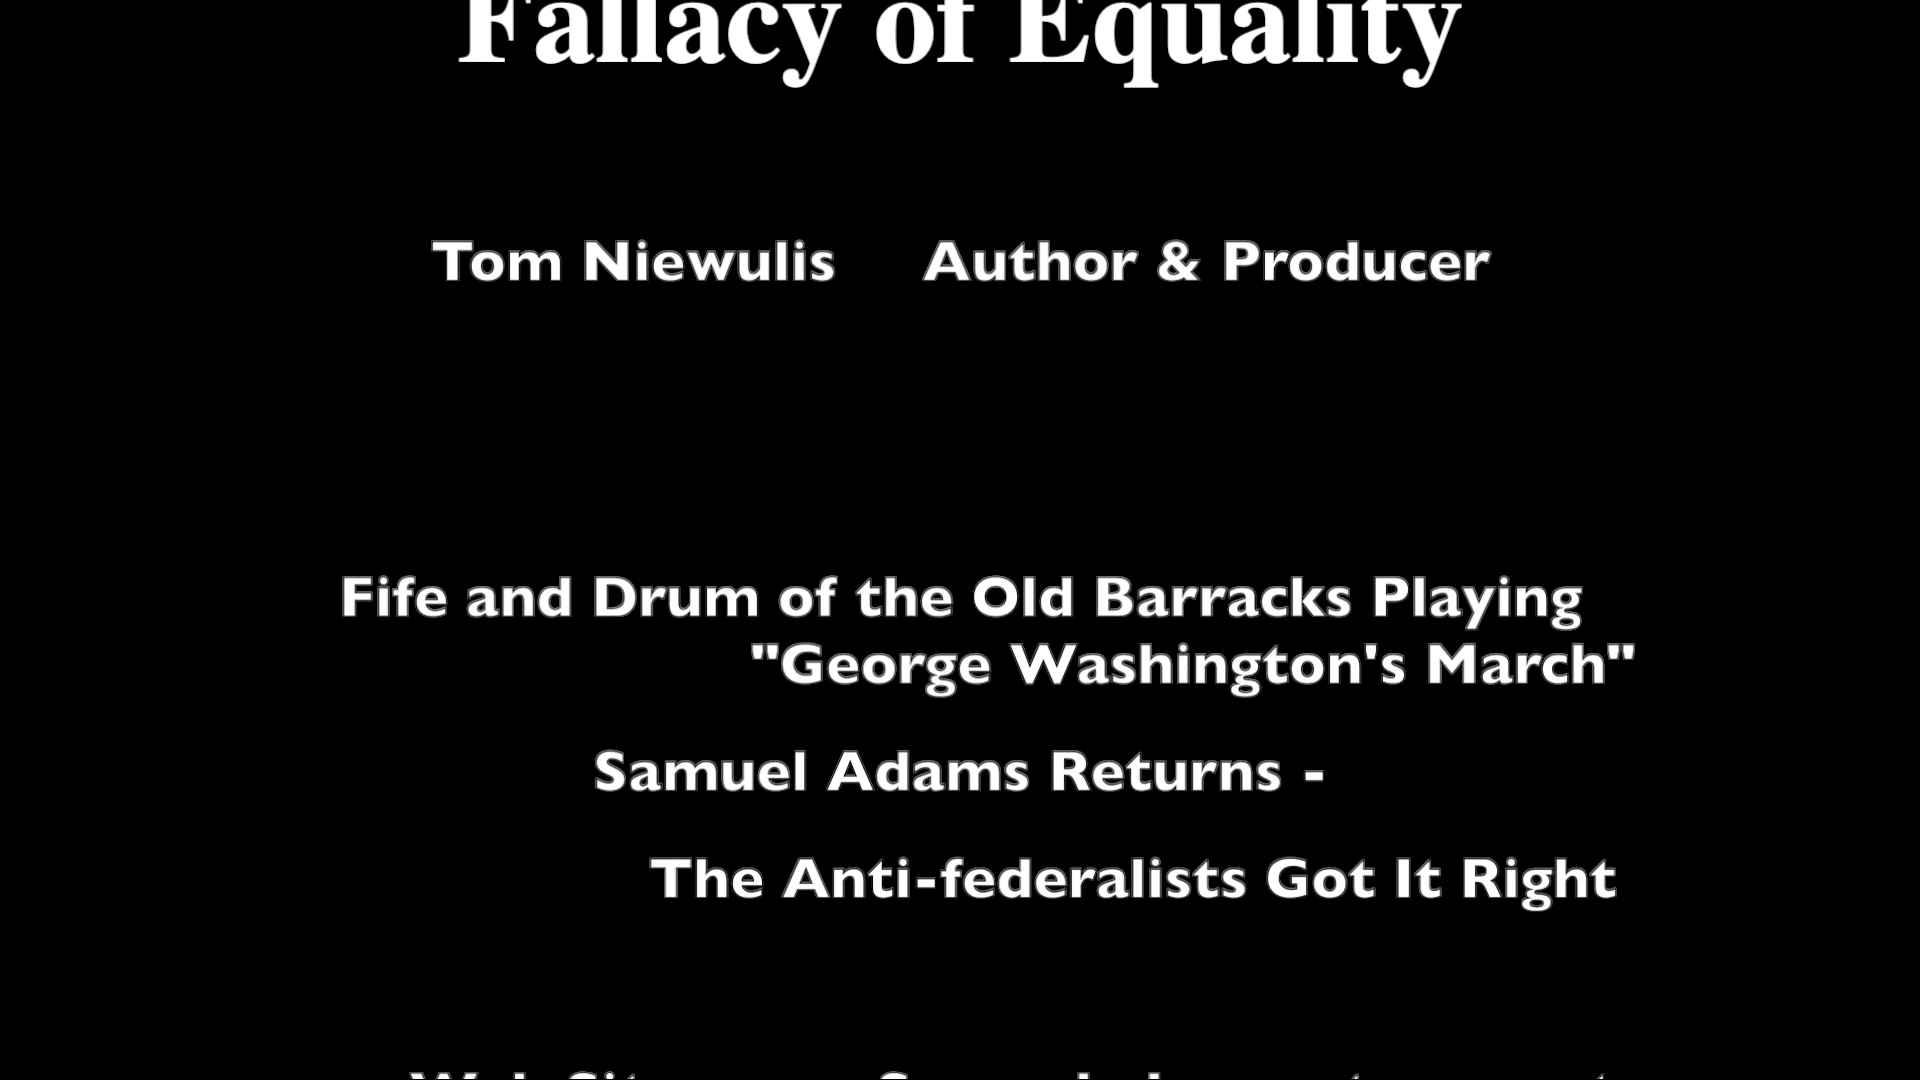 Fallacy of Equality
Tom Niewulis Author & Producer
Fife and Drum of the Old Barracks Playing
"George Washington's March"
Samuel Adams Returns -
The Anti-federalists Got It Right